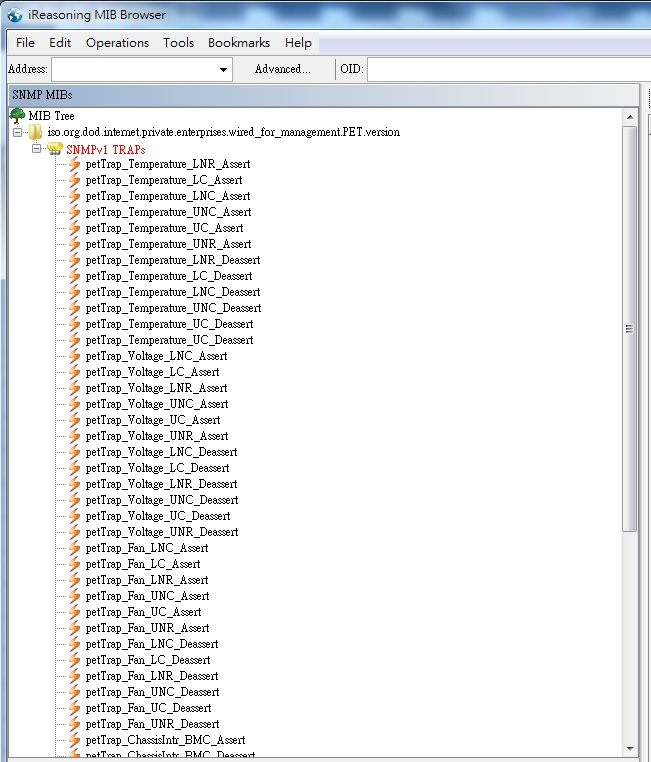 iReasoning MIB Browser
File Edit Operations Tools Bookmarks Help
Address: Advanced... OID:
SNMP MIBs
MIB Tree
iso.org.dod.internet.private.enterprises.wired_for_management.PET.version
SNMPv1 TRAPs
petTrap_Temperature_LNR_Assert
petTrap_Temperature_LC_Assert
petTrap_Temperature_LNC_Assert
petTrap_Temperature_UNC_Assert
petTrap_Temperature_UC_Assert
petTrap_Temperature_UNR_Assert
petTrap_Temperature_LNR_Deassert
petTrap_Temperature_LC_Deassert
petTrap_Temperature_LNC_Deassert
petTrap_Temperature_UNC_Deassert
petTrap_Temperature_UC_Deassert
petTrap_Temperature_UC_Deassert
petTrap_Voltage_LNC_Assert
petTrap_Voltage_LC_Assert
petTrap_Voltage_LNR_Assert
petTrap_Voltage_UNC_Assert
petTrap_Voltage_UC_Assert
petTrap_Voltage_UNR_Assert
petTrap_Voltage_LNC_Deassert
petTrap_Voltage_LC_Deassert
petTrap_Voltage_LNR_Deassert
petTrap_Voltage_UNC_Deassert
petTrap_Voltage_UC_Deassert
petTrap_Voltage_UNR_Deassert
petTrap_Fan_LNC_Assert
petTrap_Fan_LC_Assert
petTrap_Fan_LNR_Assert
petTrap_Fan_UNC_Assert
petTrap_Fan_UC_Assert
petTrap_Fan_UNR_Assert
petTrap_Fan_LNC_Deassert
petTrap_Fan_LC_Deassert
petTrap_Fan_LNR_Deassert
petTrap_Fan_UNC_Deassert
petTrap_Fan_UC_Deassert
petTrap_Fan_UNR_Deassert
petTrap_ChassisIntr_BMC_Assert
petTrap_ChassisIntr_BMC_Deassert